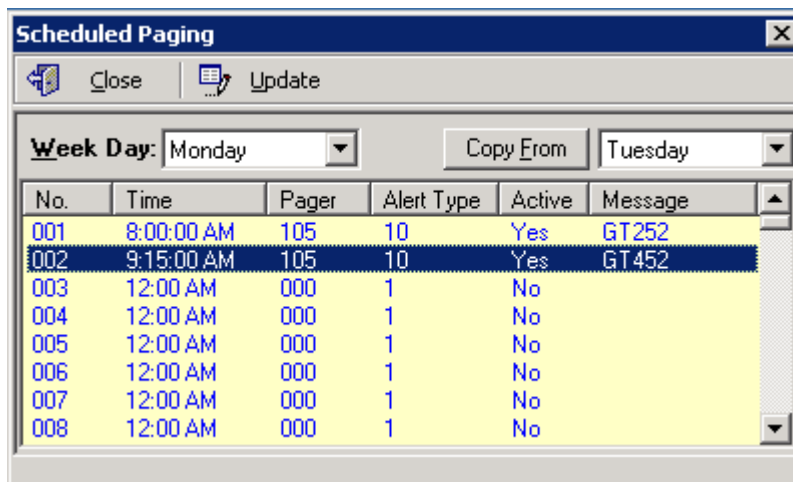 Scheduled Paging
Close Update
Week Day: Monday Copy From Tuesday
No. Time Pager Alert Type Active Message
001 8:00:00 AM 105 10 Yes GT252
002 9:15:00 AM 105 10 Yes GT452
003 12:00 AM 000 1 No
004 12:00 AM 000 1 No
005 12:00 AM 000 1 No
006 12:00 AM 000 1 No
007 12:00 AM 000 1 No
008 12:00 AM 000 1 No